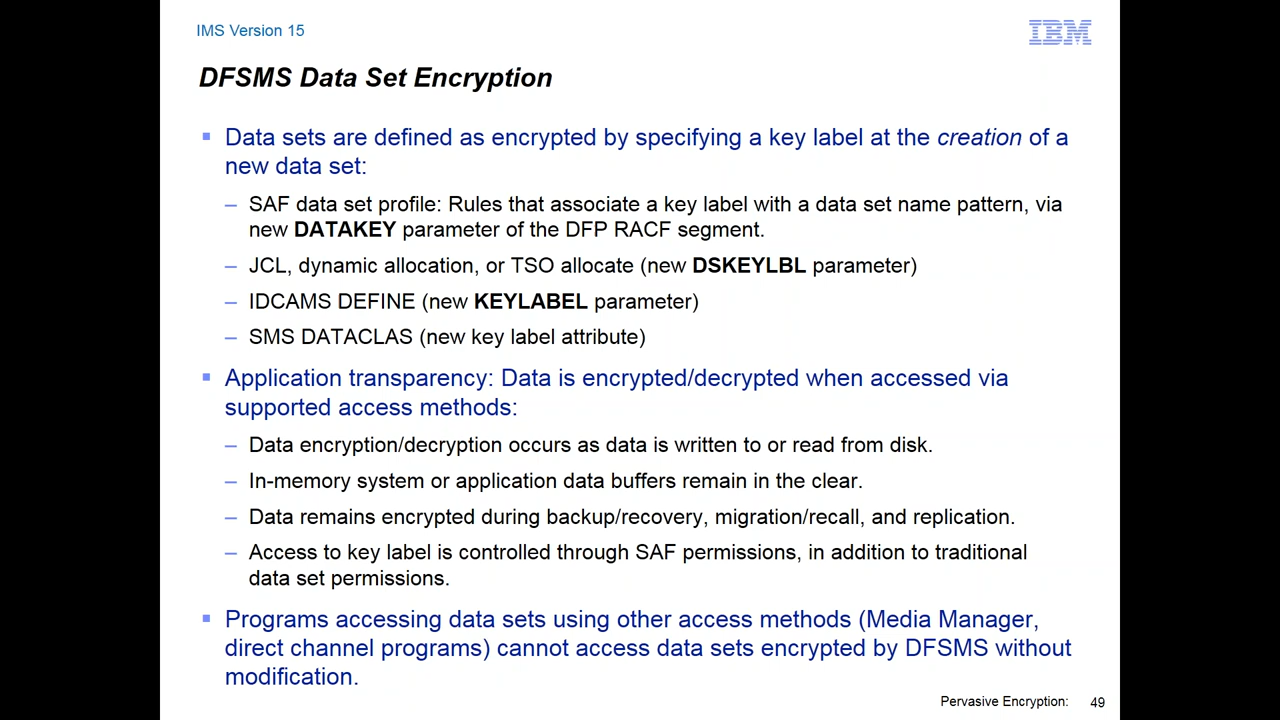 IMS Version 15
IBM
DFSMS Data Set Encryption
▪ Data sets are defined as encrypted by specifying a key label at the creation of a
new data set:
– SAF data set profile: Rules that associate a key label with a data set name pattern, via
new DATAKEY parameter of the DFP RACF segment.
– JCL, dynamic allocation, or TSO allocate (new DSKEYLBL parameter)
– IDCAMS DEFINE (new KEYLABEL parameter)
– SMS DATACLAS (new key label attribute)
▪ Application transparency: Data is encrypted/decrypted when accessed via
supported access methods:
– Data encryption/decryption occurs as data is written to or read from disk.
– In-memory system or application data buffers remain in the clear.
– Data remains encrypted during backup/recovery, migration/recall, and replication.
– Access to key label is controlled through SAF permissions, in addition to traditional
data set permissions.
▪ Programs accessing data sets using other access methods (Media Manager,
direct channel programs) cannot access data sets encrypted by DFSMS without
modification.
Pervasive Encryption: 49